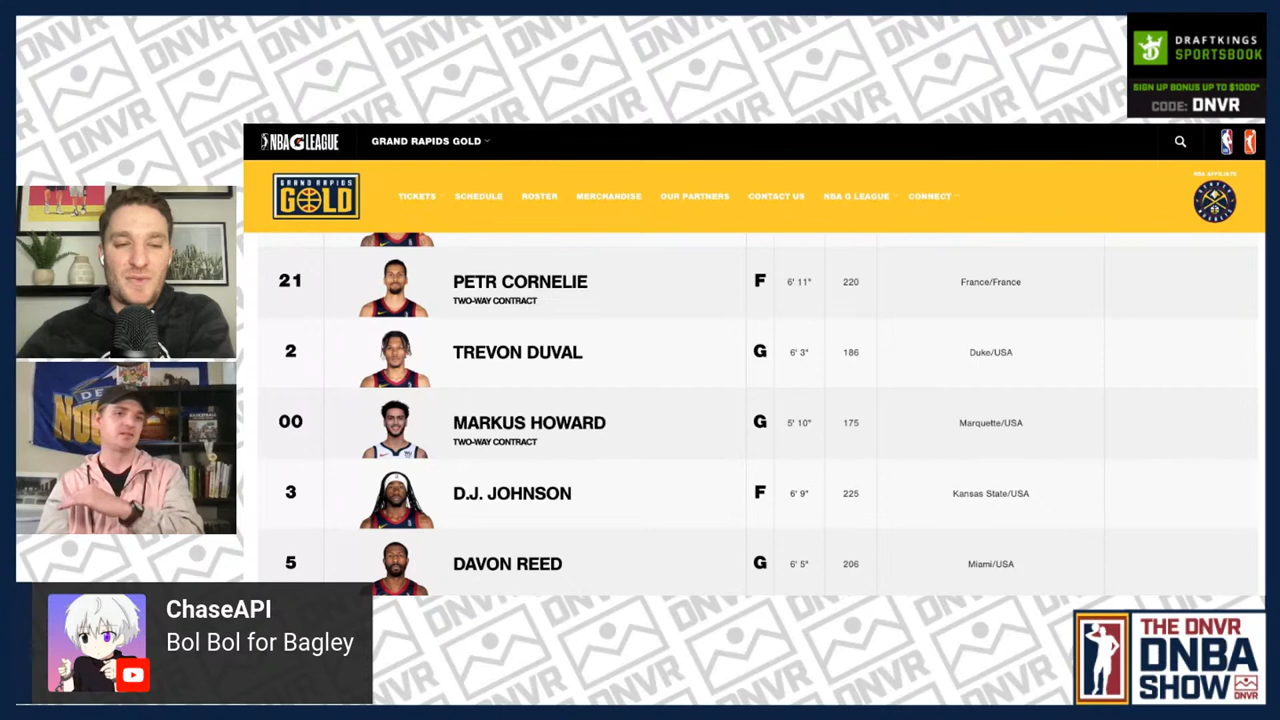 DNVR
DRAFTKINGS
SPORTSBOOK
SIGN UP BONUS UP TO $1000*
CODE: DNVR
NBA G LEAGUE
GRAND RAPIDS GOLD
GRAND RAPIDS
GOLD
TICKETS
SCHEDULE
ROSTER
MERCHANDISE
OUR PARTNERS
CONTACT US
NBA G LEAGUE
CONNECT
NBA AFFILIATE
21 PETR CORNELIE F 6' 11" 220 France/France
TWO-WAY CONTRACT
2 TREVON DUVAL G 6' 3" 186 Duke/USA
00 MARKUS HOWARD G 5' 10" 175 Marquette/USA
TWO-WAY CONTRACT
3 D.J. JOHNSON F 6' 9" 225 Kansas State/USA
5 DAVON REED G 6' 5" 206 Miami/USA
ChaseAPI
Bol Bol for Bagley
THE DNVR
DNBA
SHOW
DNVR